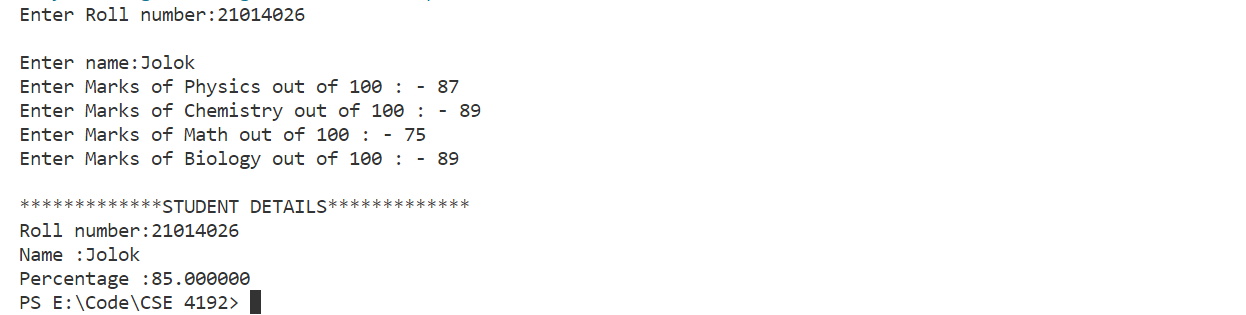 Enter Roll number:21014026
Enter name:Jolok
Enter Marks of Physics out of 100 : - 87
Enter Marks of Chemistry out of 100 : - 89
Enter Marks of Math out of 100 : - 75
Enter Marks of Biology out of 100 : - 89
*************STUDENT DETAILS*************
Roll number:21014026
Name :Jolok
Percentage :85.000000
PS E:\Code\CSE 4192>